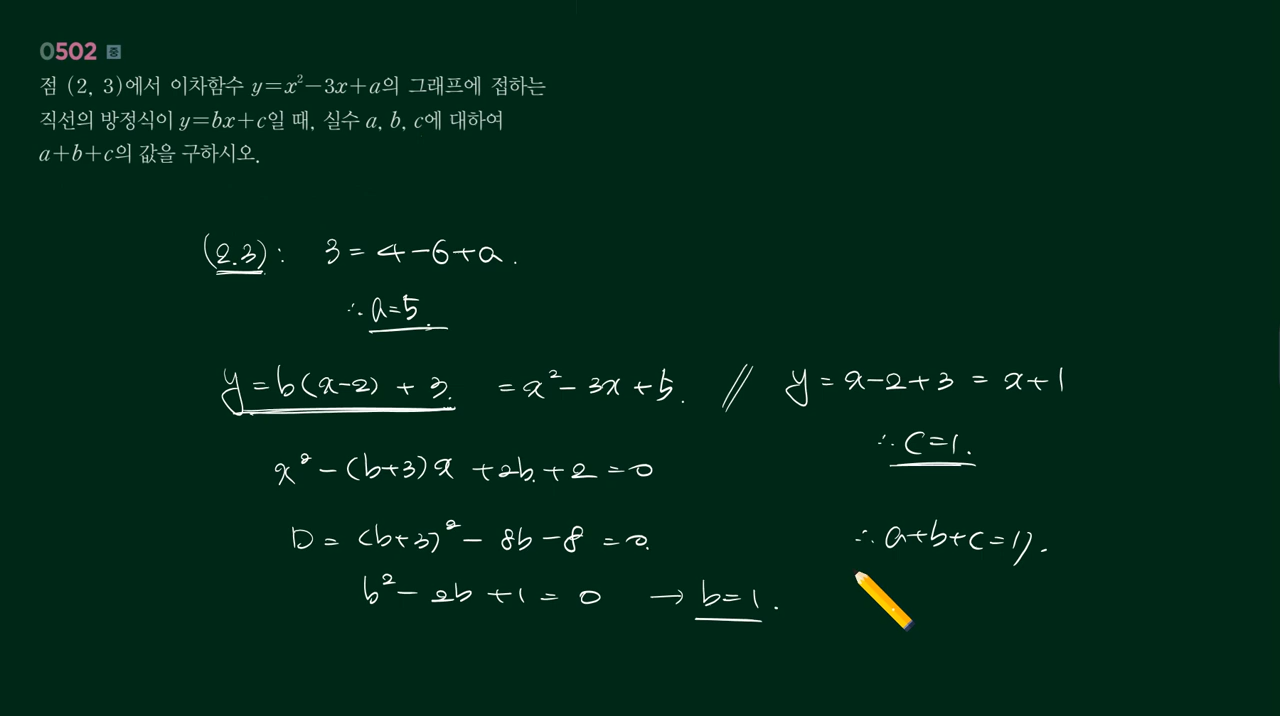 0502 중
점 (2, 3)에서 이차함수 y=x²-3x+a의 그래프에 접하는
직선의 방정식이 y=bx+c일 때, 실수 a, b, c에 대하여
a+b+c의 값을 구하시오.
(2.3) : 3 = 4-6+a.
∴ a=5.
y = b(x-2) + 3. = x² - 3x + 5. // y = x-2+3 = x+1
∴ c=1.
x² - (b+3)x + 2b + 2 = 0
D = (b+3)² - 8b - 8 = 0. ∴ a+b+c=
b² - 2b + 1 = 0 → b=1.